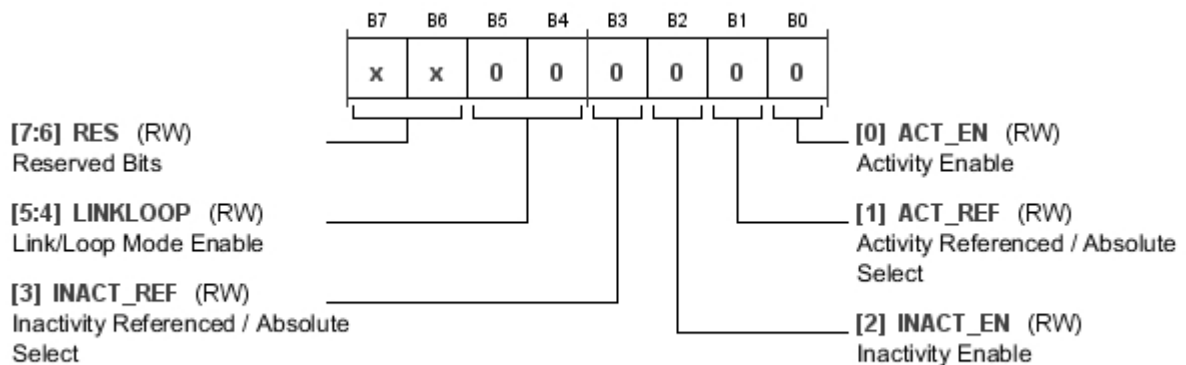 B7 B6 B5 B4 B3 B2 B1 B0
x x 0 0 0 0 0 0
[7:6] RES (RW)
Reserved Bits
[5:4] LINKLOOP (RW)
Link/Loop Mode Enable
[3] INACT_REF (RW)
Inactivity Referenced / Absolute
Select
[0] ACT_EN (RW)
Activity Enable
[1] ACT_REF (RW)
Activity Referenced / Absolute
Select
[2] INACT_EN (RW)
Inactivity Enable